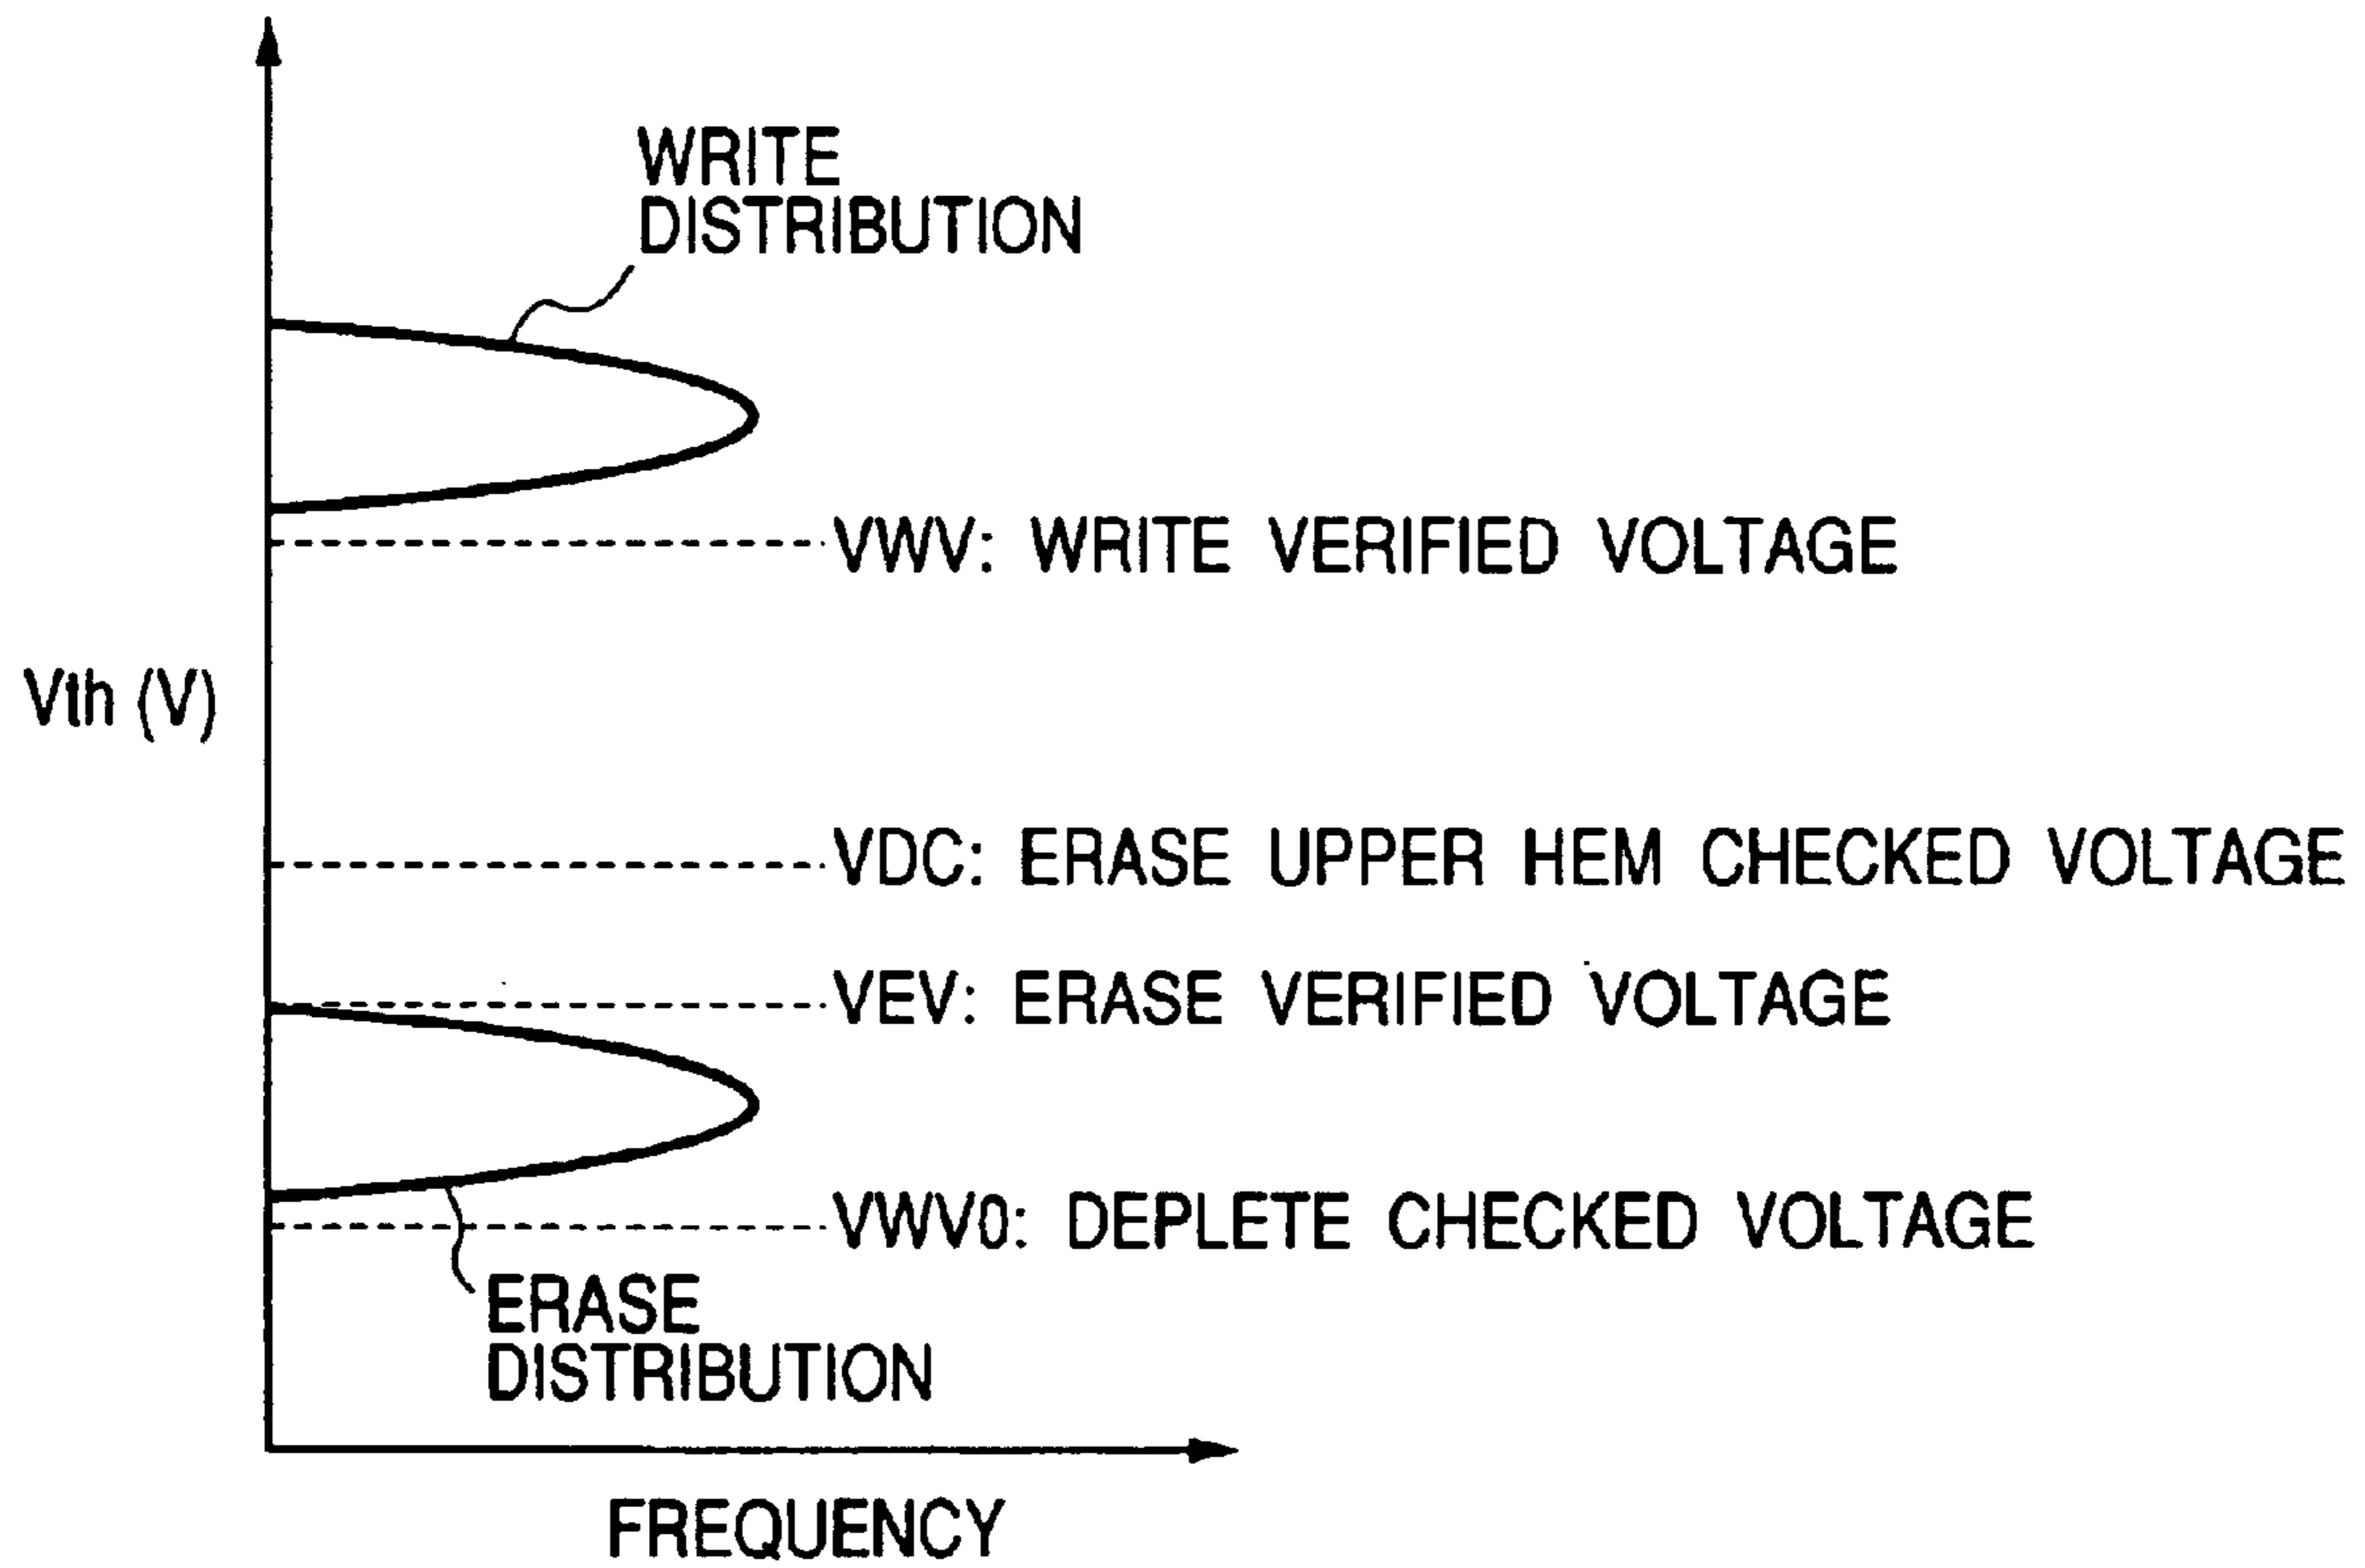 WRITE
DISTRIBUTION
VWV: WRITE VERIFIED VOLTAGE
Vth (V)
VDC: ERASE UPPER HEM CHECKED VOLTAGE
VEV: ERASE VERIFIED VOLTAGE
VWV0: DEPLETE CHECKED VOLTAGE
ERASE
DISTRIBUTION
FREQUENCY